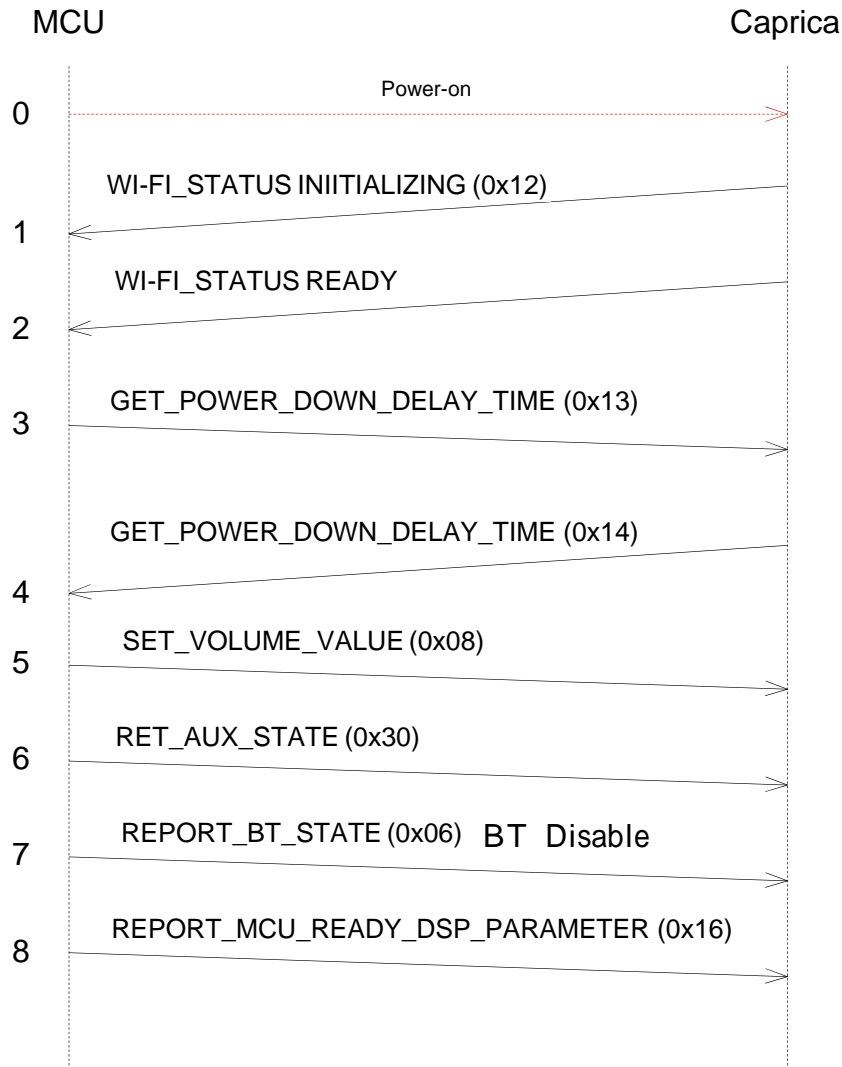 MCU Caprica
Power-on
0
WI-FI_STATUS INIITIALIZING (0x12)
1
WI-FI_STATUS READY
2
GET_POWER_DOWN_DELAY_TIME (0x13)
3
GET_POWER_DOWN_DELAY_TIME (0x14)
4
SET_VOLUME_VALUE (0x08)
5
RET_AUX_STATE (0x30)
6
REPORT_BT_STATE (0x06) BT Disable
7
REPORT_MCU_READY_DSP_PARAMETER (0x16)
8